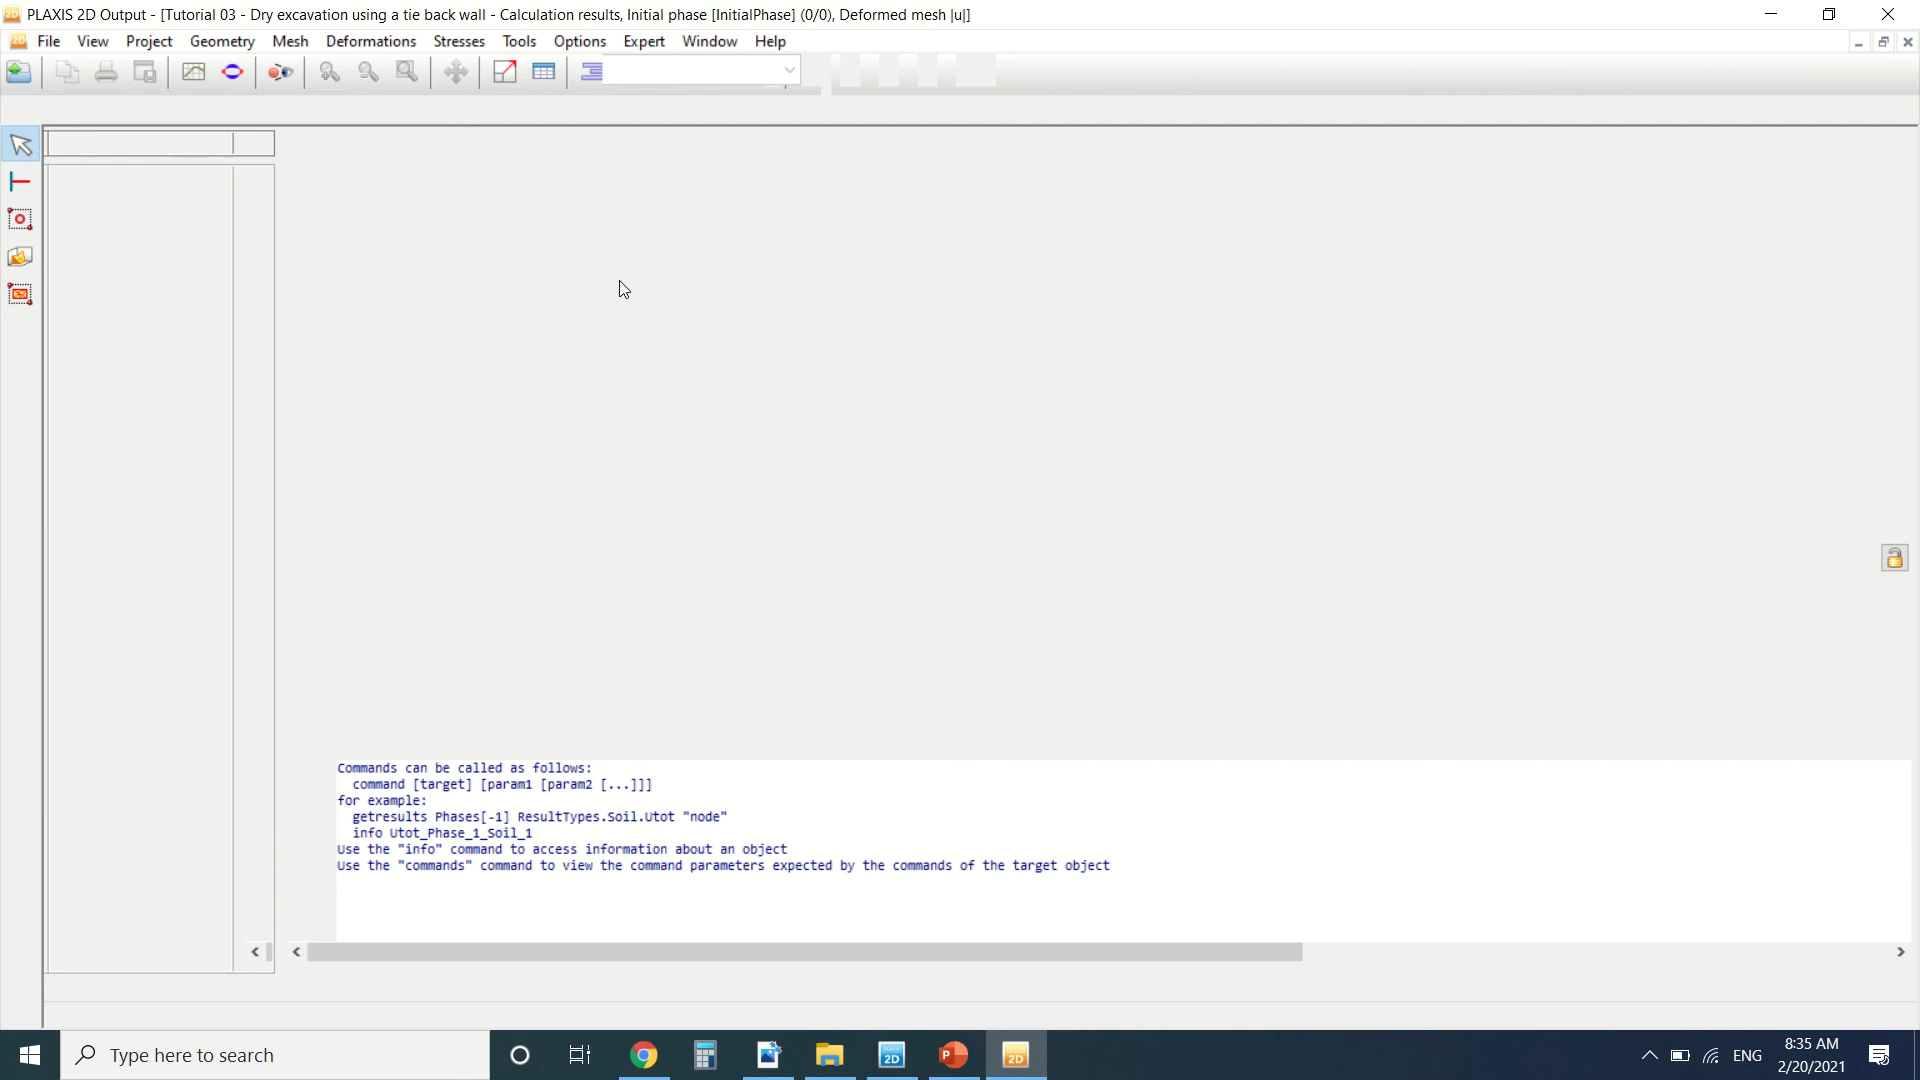 PLAXIS 2D Output - [Tutorial 03 - Dry excavation using a tie back wall - Calculation results, Initial phase [InitialPhase] (0/0), Deformed mesh |u|]
File View Project Geometry Mesh Deformations Stresses Tools Options Expert Window Help
Commands can be called as follows:
command [target] [param1 [param2 [...]]]
for example:
getresults Phases[-1] ResultTypes.Soil.Utot "node"
info Utot_Phase_1_Soil_1
Use the "info" command to access information about an object
Use the "commands" command to view the command parameters expected by the commands of the target object
Type here to search
2D
P
2D
ENG
8:35 AM
2/20/2021